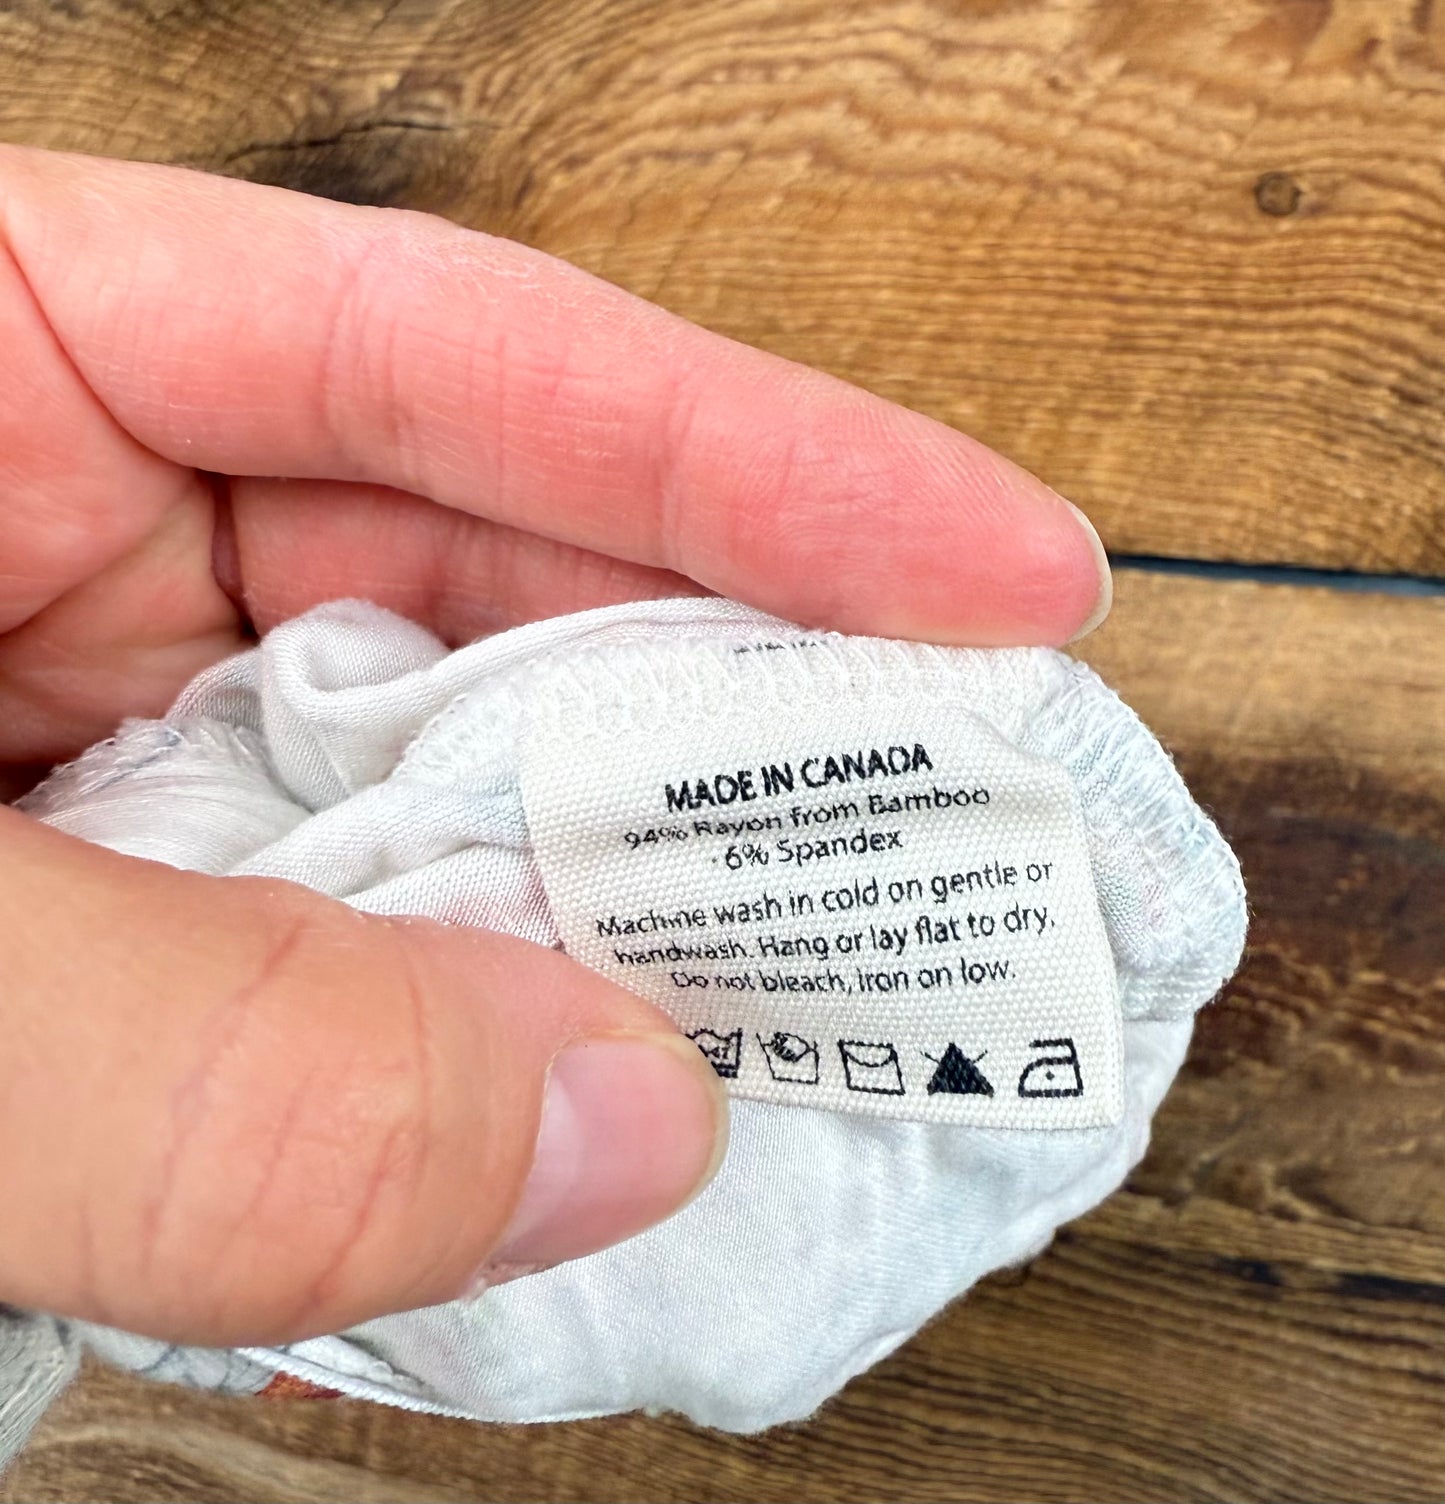 MADE IN CANADA
94% Rayon from Bamboo
6% Spandex
Machine wash in cold on gentle or
handwash. Hang or lay flat to dry.
Do not bleach, iron on low.